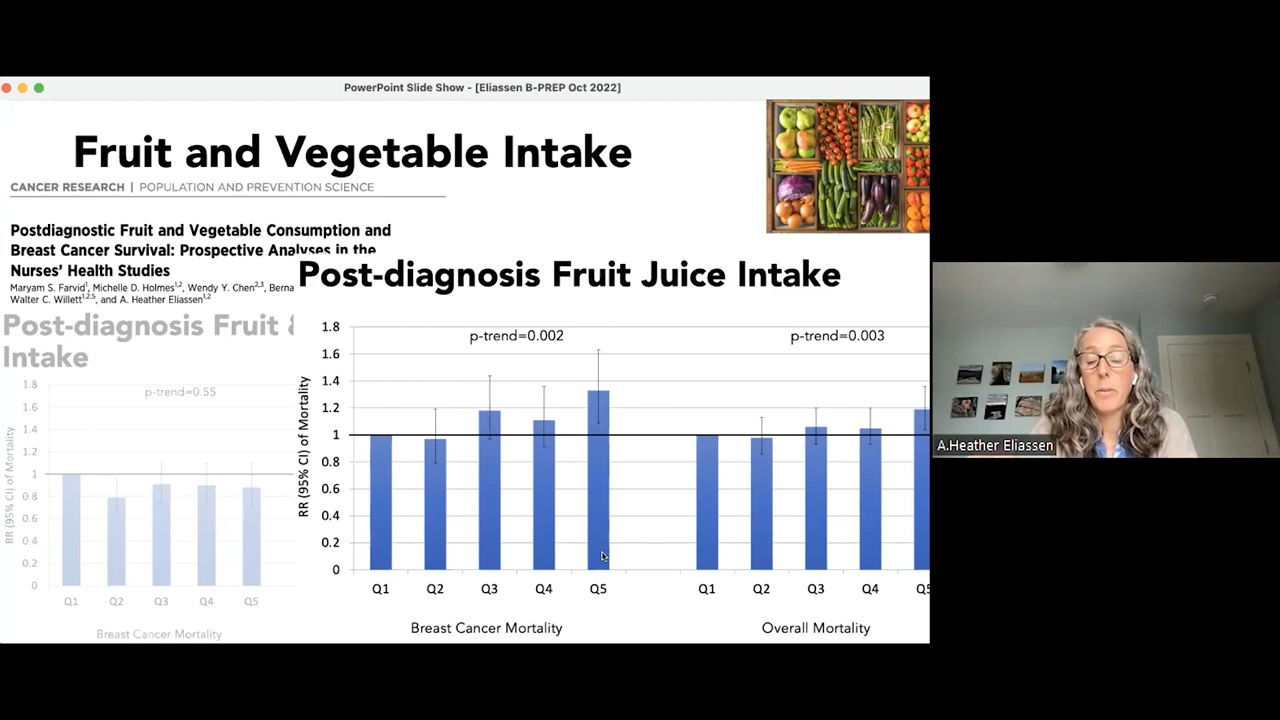 PowerPoint Slide Show - [Eliassen B-PREP Oct 2022]
Fruit and Vegetable Intake
CANCER RESEARCH | POPULATION AND PREVENTION SCIENCE
Postdiagnostic Fruit and Vegetable Consumption and
Breast Cancer Survival: Prospective Analyses in the
Nurses' Health Studies
Maryam S. Farvid1, Michelle D. Holmes1,2, Wendy Y. Chen2,3, Berna
Walter C. Willett1,2,5, and A. Heather Eliassen1,2
Post-diagnosis Fruit &
Intake
1.8
1.6
1.4
1.2
1
0.8
0.6
0.4
0.2
0
RR (95% CI) of Mortality
p-trend=0.55
Q1 Q2 Q3 Q4 Q5
Breast Cancer Mortality
Post-diagnosis Fruit Juice Intake
1.8
1.6
1.4
1.2
1
0.8
0.6
0.4
0.2
0
RR (95% CI) of Mortality
p-trend=0.002 p-trend=0.003
Q1 Q2 Q3 Q4 Q5 Q1 Q2 Q3 Q4 Q5
Breast Cancer Mortality Overall Mortality
A.Heather Eliassen